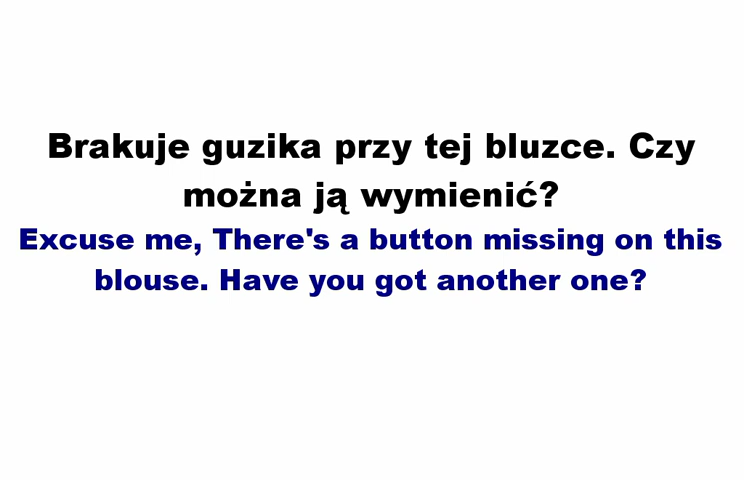 Brakuje guzika przy tej bluzce. Czy
można ją wymienić?
Excuse me, There's a button missing on this
blouse. Have you got another one?